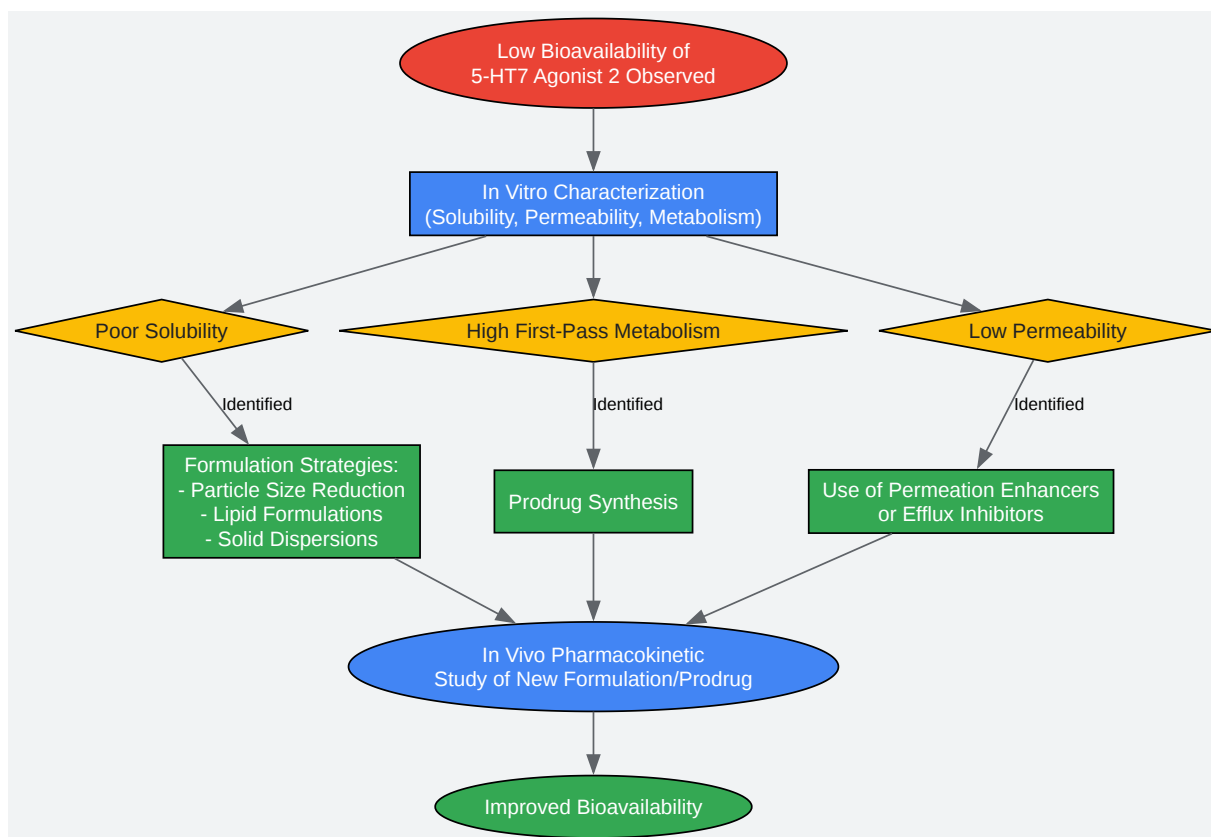 Low Bioavailability of
5-HT7 Agonist 2 Observed
In Vitro Characterization
(Solubility, Permeability, Metabolism)
Poor Solubility
High First-Pass Metabolism
Low Permeability
Identified
Identified
Identified
Formulation Strategies:
- Particle Size Reduction
- Lipid Formulations
- Solid Dispersions
Prodrug Synthesis
Use of Permeation Enhancers
or Efflux Inhibitors
In Vivo Pharmacokinetic
Study of New Formulation/Prodrug
Improved Bioavailability